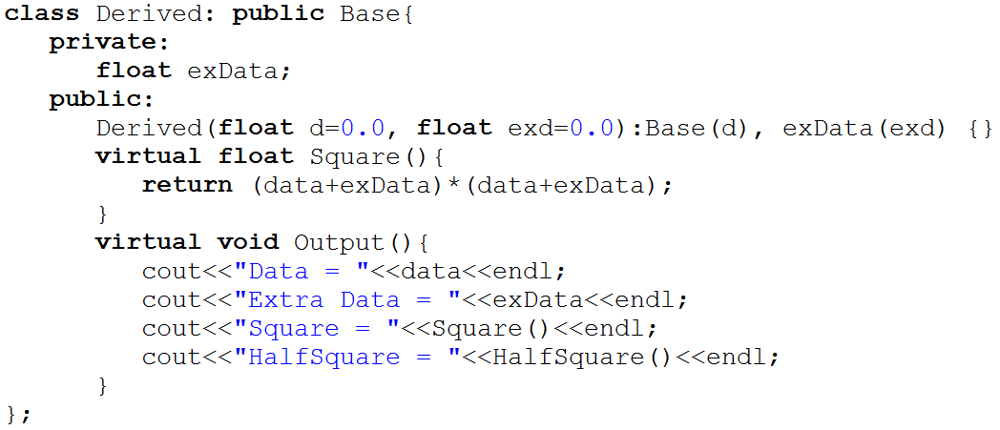 class Derived: public Base{
   private:
      float exData;
   public:
      Derived(float d=0.0, float exd=0.0):Base(d), exData(exd) {}
      virtual float Square(){
         return (data+exData)*(data+exData);
      }
      virtual void Output(){
         cout<<"Data = "<<data<<endl;
         cout<<"Extra Data = "<<exData<<endl;
         cout<<"Square = "<<Square()<<endl;
         cout<<"HalfSquare = "<<HalfSquare()<<endl;
      }
};